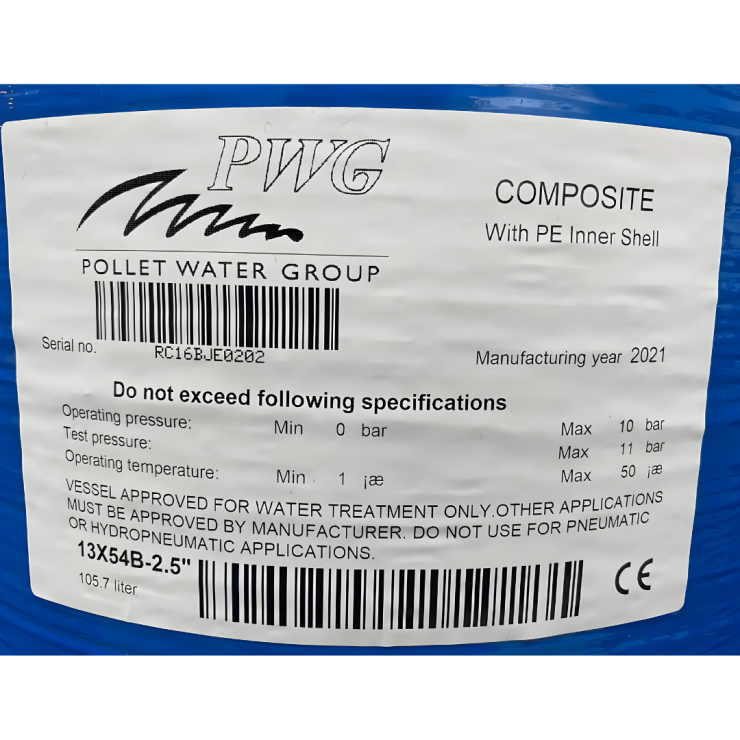 PWG
POLLET WATER GROUP
COMPOSITE
With PE Inner Shell
Serial no. RC16BJE0202
Manufacturing year 2021
Do not exceed following specifications
Operating pressure: Min 0 bar Max 10 bar
Test pressure: Max 11 bar
Operating temperature: Min 1 ¡æ Max 50 ¡æ
VESSEL APPROVED FOR WATER TREATMENT ONLY.OTHER APPLICATIONS
MUST BE APPROVED BY MANUFACTURER. DO NOT USE FOR PNEUMATIC
OR HYDROPNEUMATIC APPLICATIONS.
13X54B-2.5"
105.7 liter
CE